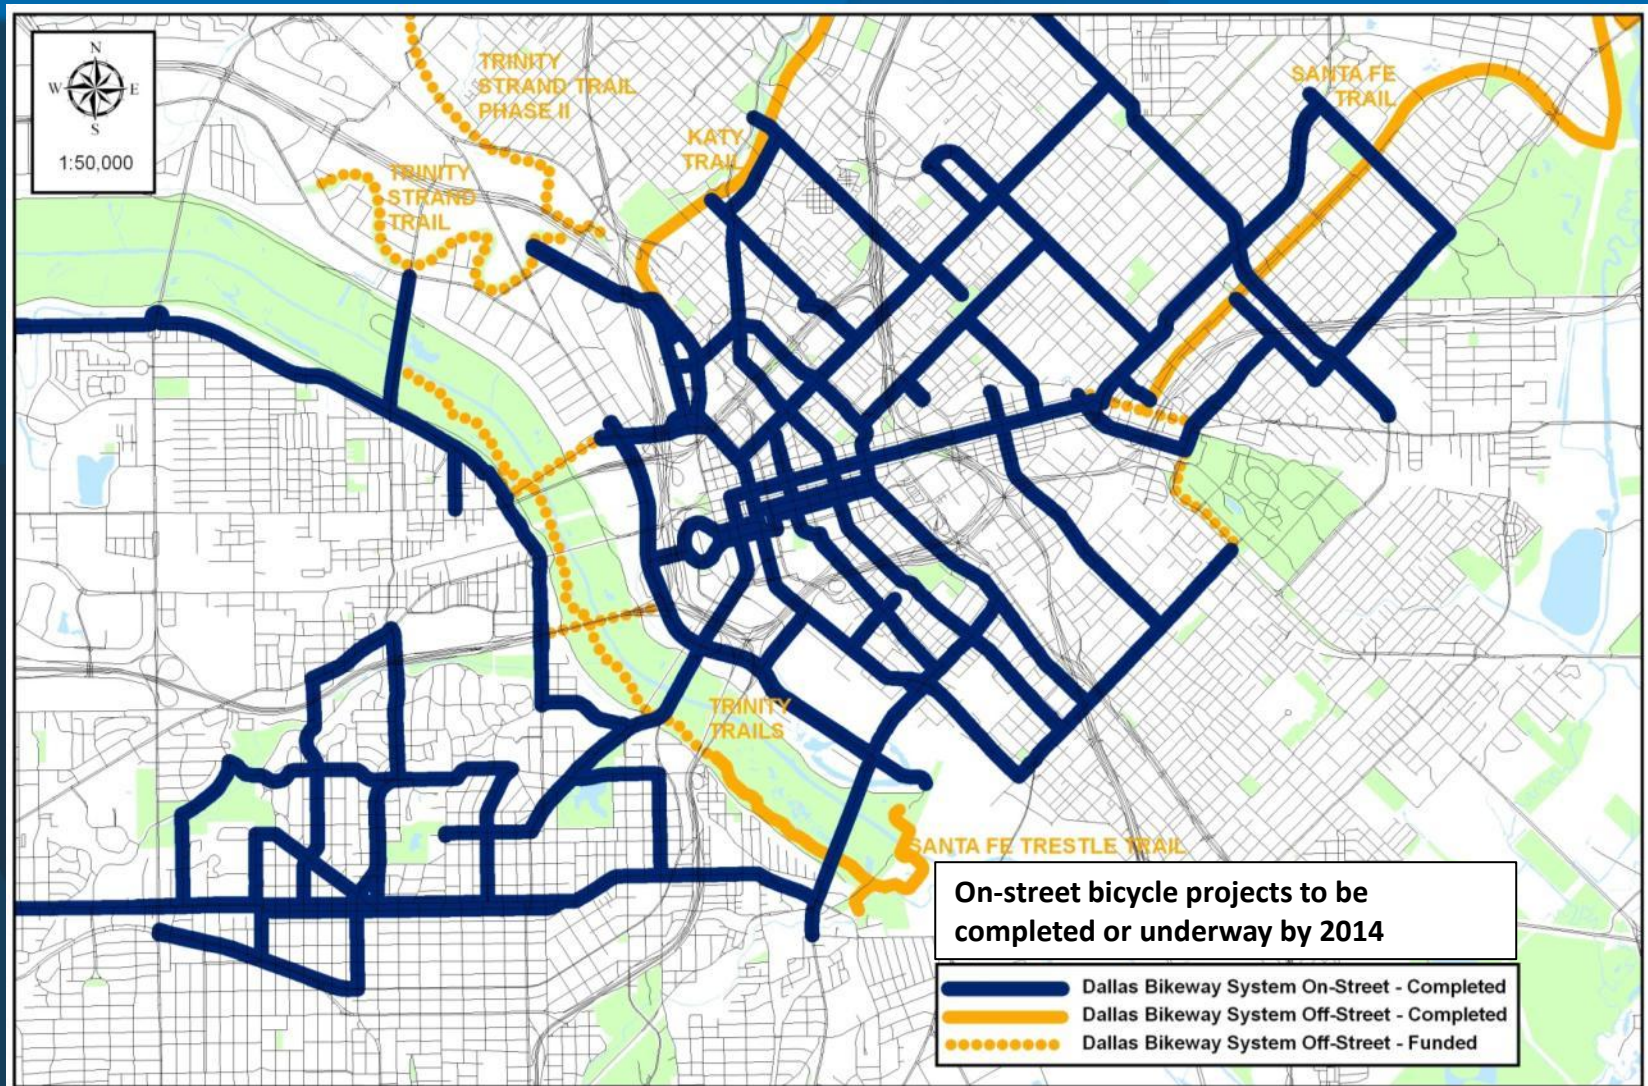 N
W E
S
1:50,000
TRINITY
STRAND TRAIL
PHASE II
TRINITY
STRAND
TRAIL
KATY
TRAIL
SANTA FE
TRAIL
TRINITY
TRAILS
SANTA FE TRESTLE TRAIL
On-street bicycle projects to be
completed or underway by 2014
Dallas Bikeway System On-Street - Completed
Dallas Bikeway System Off-Street - Completed
Dallas Bikeway System Off-Street - Funded